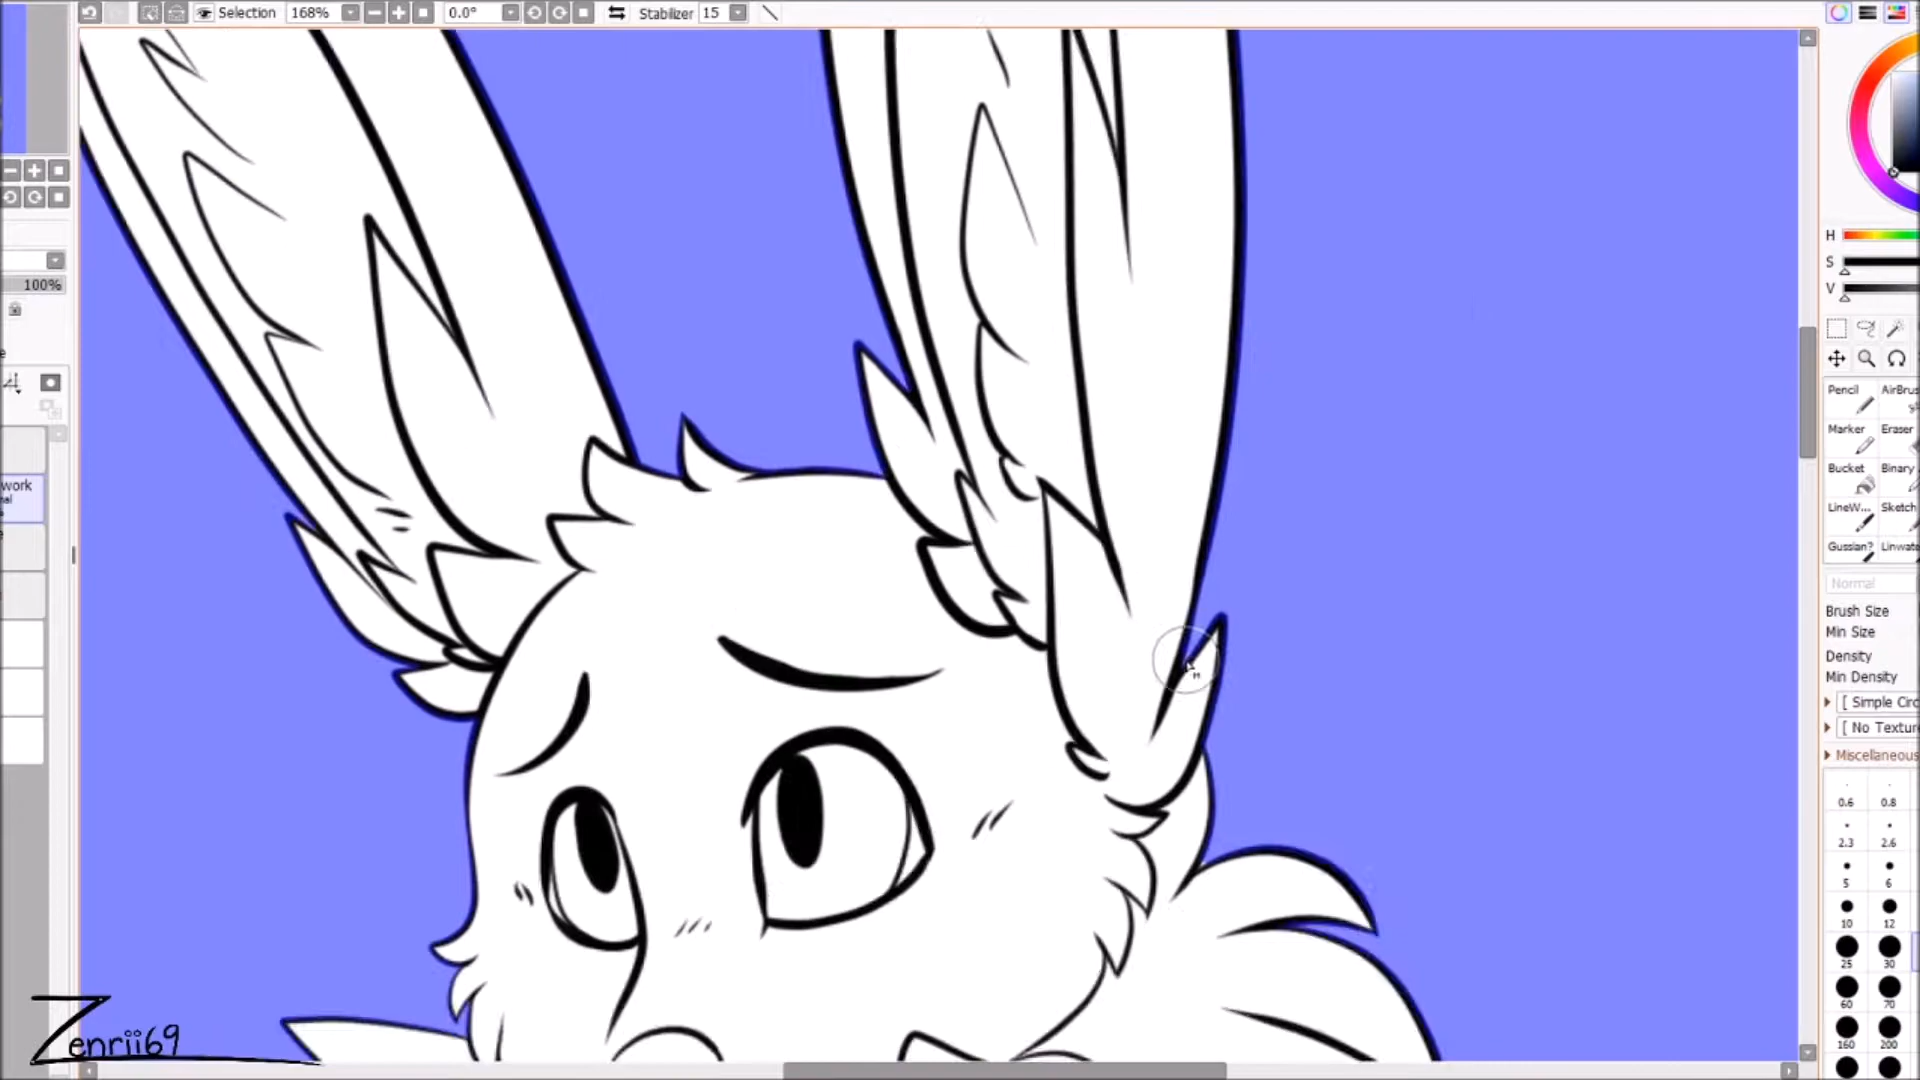 Selection 168% 0.0° Stabilizer 15
100%
work
H
S
V
Pencil AirBrus
Marker Eraser
Bucket Binary
LineW... Sketch
Gussian? Linwate
Normal
Brush Size
Min Size
Density
Min Density
[ Simple Circ
[ No Texture
Miscellaneous
0.6 0.8
2.3 2.6
5 6
10 12
25 30
60 70
160 200
Zenrii69